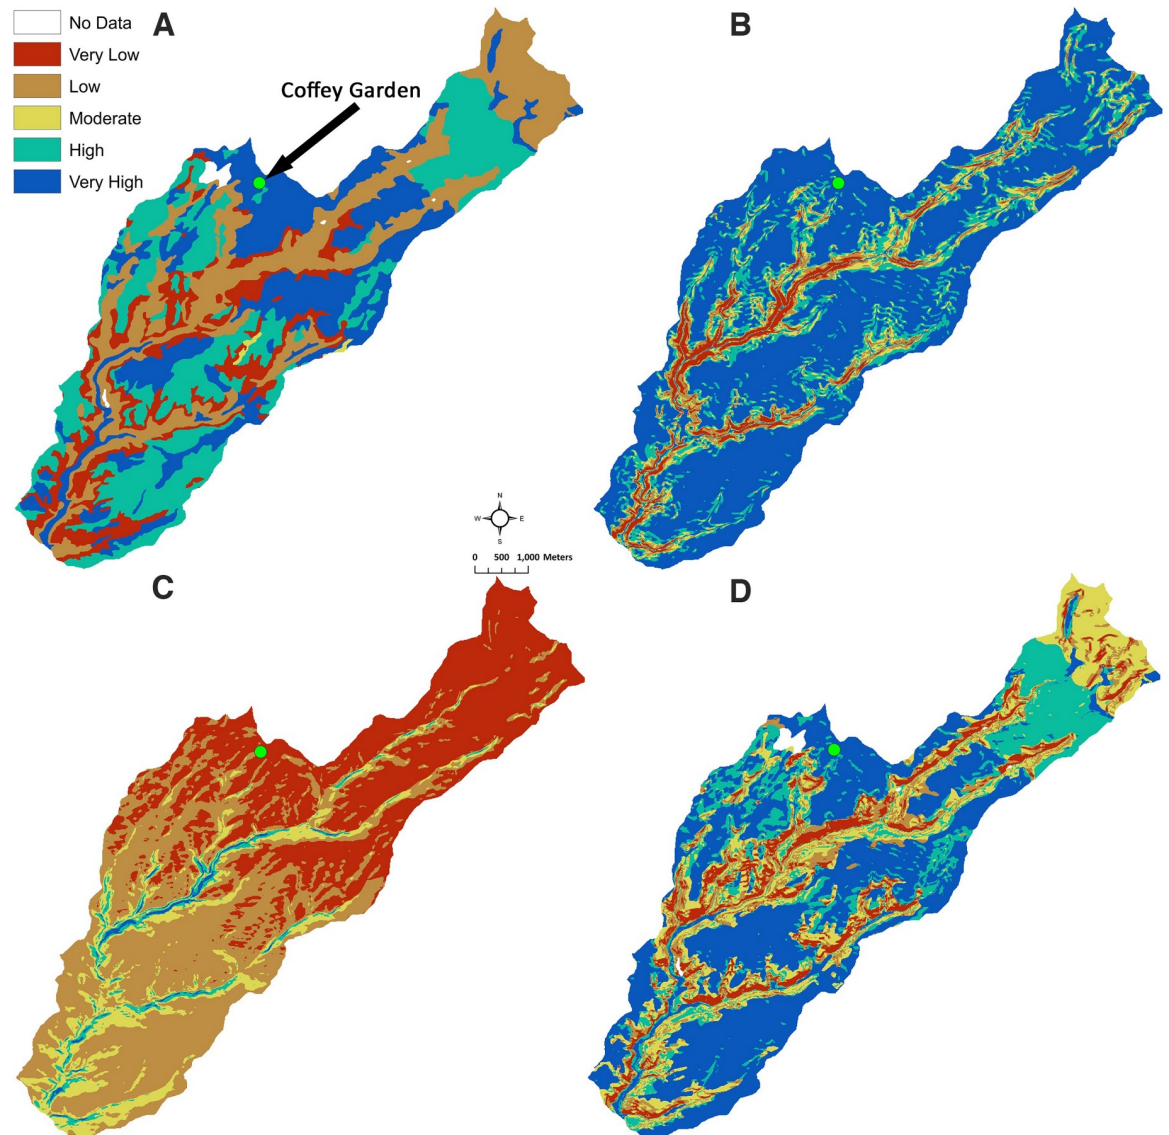 No Data
Very Low
Low
Moderate
High
Very High
A
B
Coffey Garden
N
W E
S
0 500 1,000 Meters
C
D